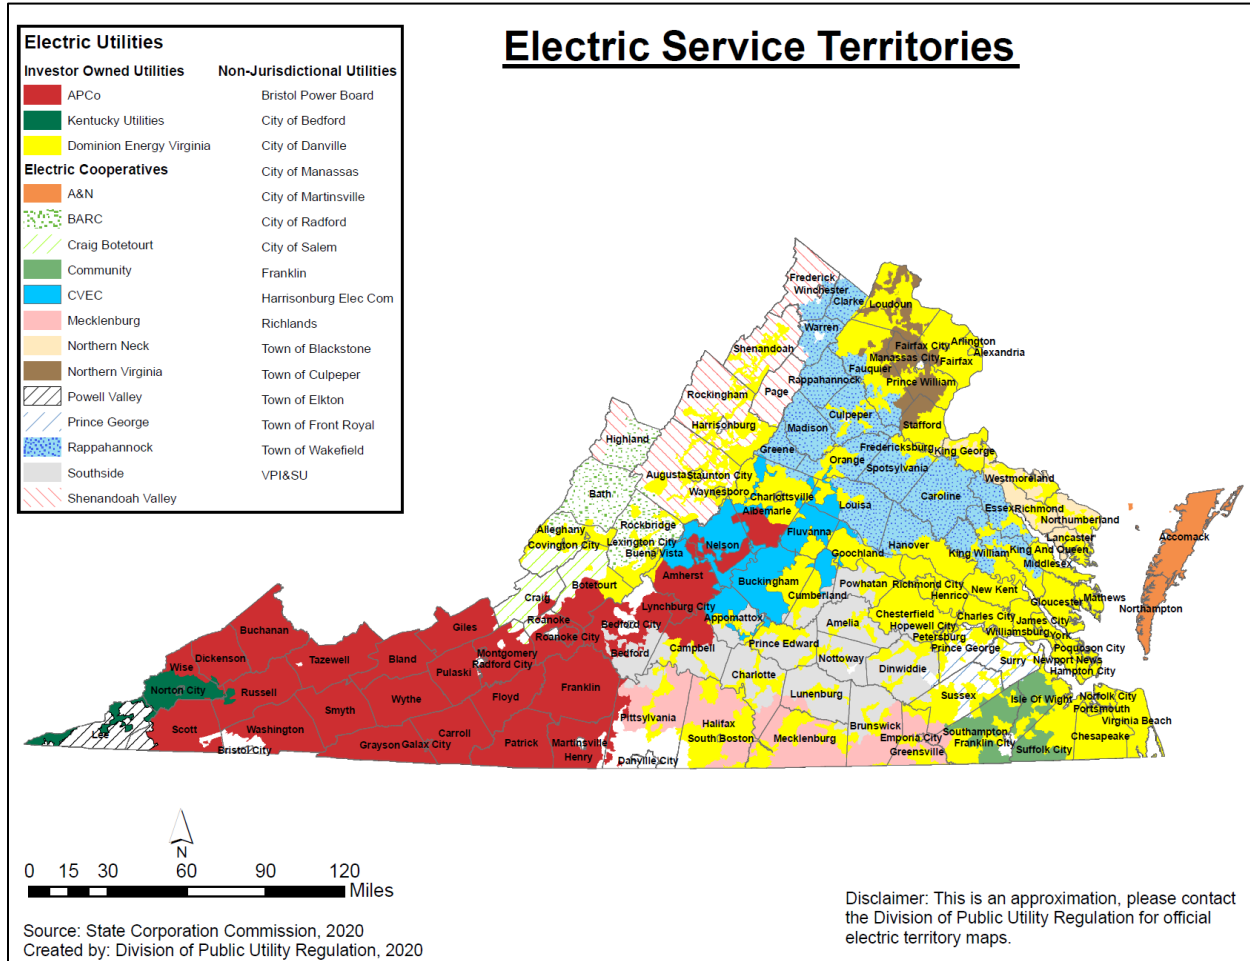 Electric Service Territories
Electric Utilities
Investor Owned Utilities
APCo
Kentucky Utilities
Dominion Energy Virginia
Electric Cooperatives
A&N
BARC
Craig Botetourt
Community
CVEC
Mecklenburg
Northern Neck
Northern Virginia
Powell Valley
Prince George
Rappahannock
Southside
Shenandoah Valley
Non-Jurisdictional Utilities
Bristol Power Board
City of Bedford
City of Danville
City of Manassas
City of Martinsville
City of Radford
City of Salem
Franklin
Harrisonburg Elec Com
Richlands
Town of Blackstone
Town of Culpeper
Town of Elkton
Town of Front Royal
Town of Wakefield
VPI&SU
Frederick
Winchester
Clarke
Loudoun
Warren
Shenandoah
Fairfax City
Arlington
Alexandria
Manassas City
Fairfax
Fauquier
Rappahannock
Page
Prince William
Rockingham
Culpeper
Stafford
Harrisonburg
Madison
Highland
Greene
Fredericksburg
King George
Orange
Spotsylvania
Augusta
Staunton City
Westmoreland
Bath
Waynesboro
Charlottsville
Caroline
Albemarle
Louisa
Essex
Richmond
Northumberland
Rockbridge
Alleghany
Fluvanna
Lancaster
Accomack
Covington City
Lexington City
Nelson
Hanover
King William
King And Queen
Buena Vista
Goochland
Middlesex
Amherst
Buckingham
Powhatan
Richmond City
Botetourt
Henrico
New Kent
Craig
Cumberland
Gloucester
Mathews
Lynchburg City
Northampton
Chesterfield
Charles City
James City
Roanoke
Bedford City
Appomattox
Amelia
Hopewell City
Williamsburg
York
Giles
Buchanan
Roanoke City
Petersburg
Prince Edward
Prince George
Poquoson City
Campbell
Bedford
Montgomery
Radford City
Nottoway
Surry
Newport News
Hampton City
Dickenson
Tazewell
Bland
Pulaski
Wise
Charlotte
Dinwiddie
Norton City
Russell
Franklin
Lunenburg
Sussex
Isle Of Wight
Norfolk City
Floyd
Wythe
Smyth
Portsmouth
Pittsylvania
Halifax
Brunswick
Virginia Beach
Scott
Washington
Carroll
Southampton
Lee
Chesapeake
Grayson
Galax City
Patrick
Martinsville
South Boston
Mecklenburg
Emporia City
Franklin City
Bristol City
Henry
Danville City
Greensville
Suffolk City
N
0 15 30 60 90 120
Miles
Source: State Corporation Commission, 2020
Created by: Division of Public Utility Regulation, 2020
Disclaimer: This is an approximation, please contact
the Division of Public Utility Regulation for official
electric territory maps.